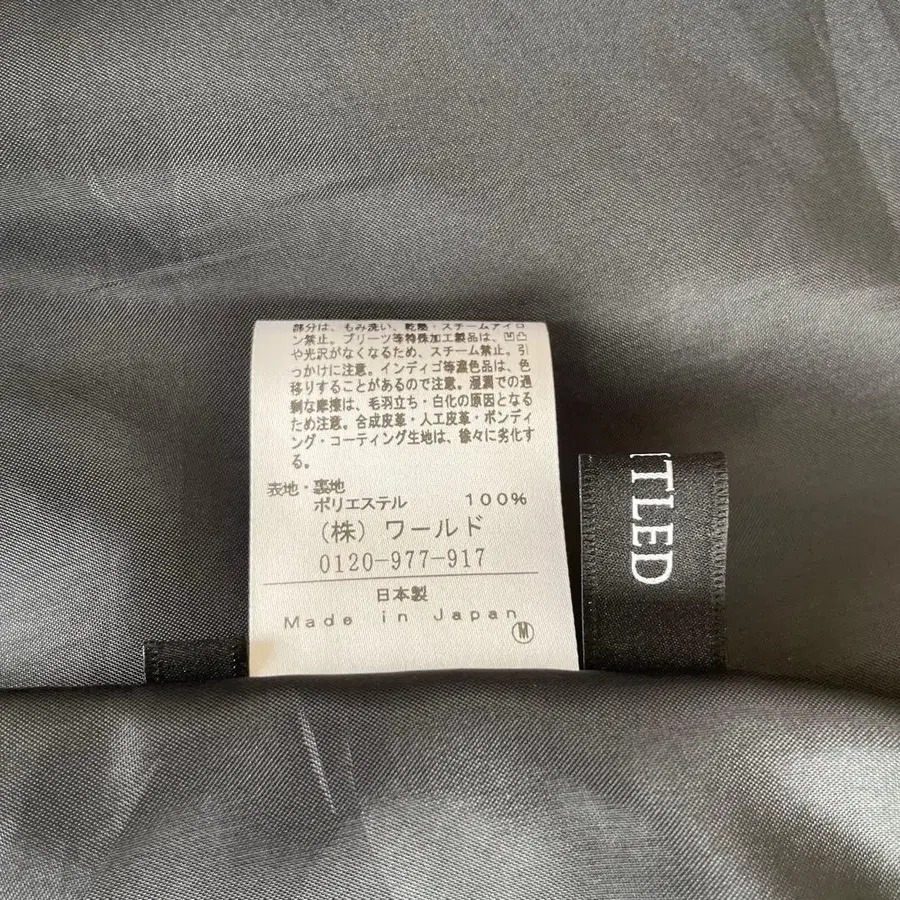 部分は、もみ洗い、乾燥・スチームアイロ
ン禁止。プリーツ等特殊加工製品は、凹凸
や光沢がなくなるため、スチーム禁止。引
っかけに注意。インディゴ等濃色品は、色
移りすることがあるので注意。湿潤での過
剰な摩擦は、毛羽立ち・白化の原因となる
ため注意。合成皮革・人工皮革・ボンディ
ング・コーティング生地は、徐々に劣化す
る。
表地・裏地
ポリエステル 100%
(株) ワールド
0120-977-917
日本製
Made in Japan
M
TLED